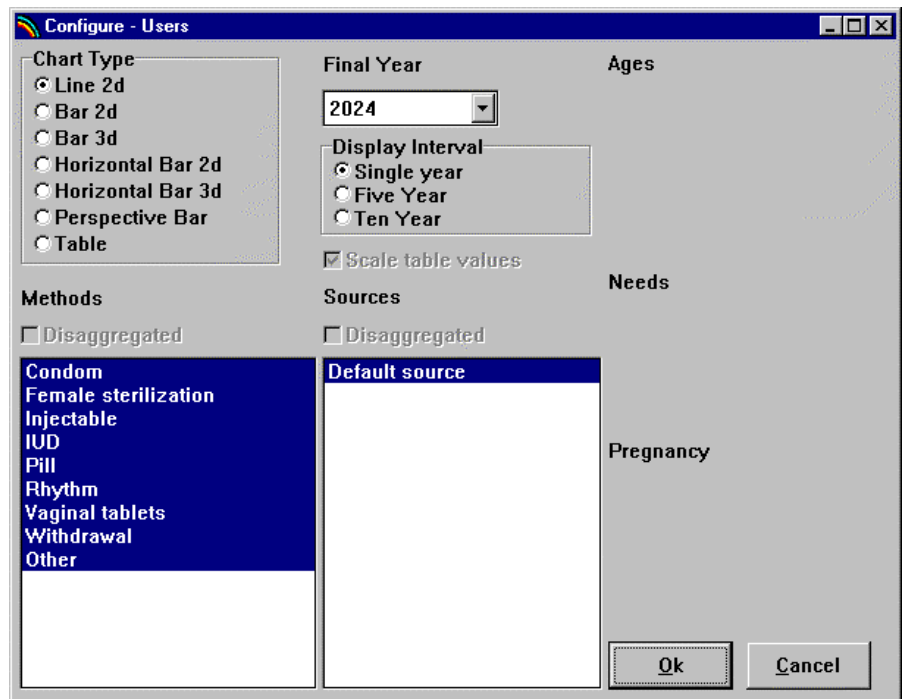 Configure - Users
Chart Type
Line 2d
Bar 2d
Bar 3d
Horizontal Bar 2d
Horizontal Bar 3d
Perspective Bar
Table
Final Year
2024
Display Interval
Single year
Five Year
Ten Year
Scale table values
Ages
Needs
Pregnancy
Methods
Disaggregated
Condom
Female sterilization
Injectable
IUD
Pill
Rhythm
Vaginal tablets
Withdrawal
Other
Sources
Disaggregated
Default source
Ok
Cancel